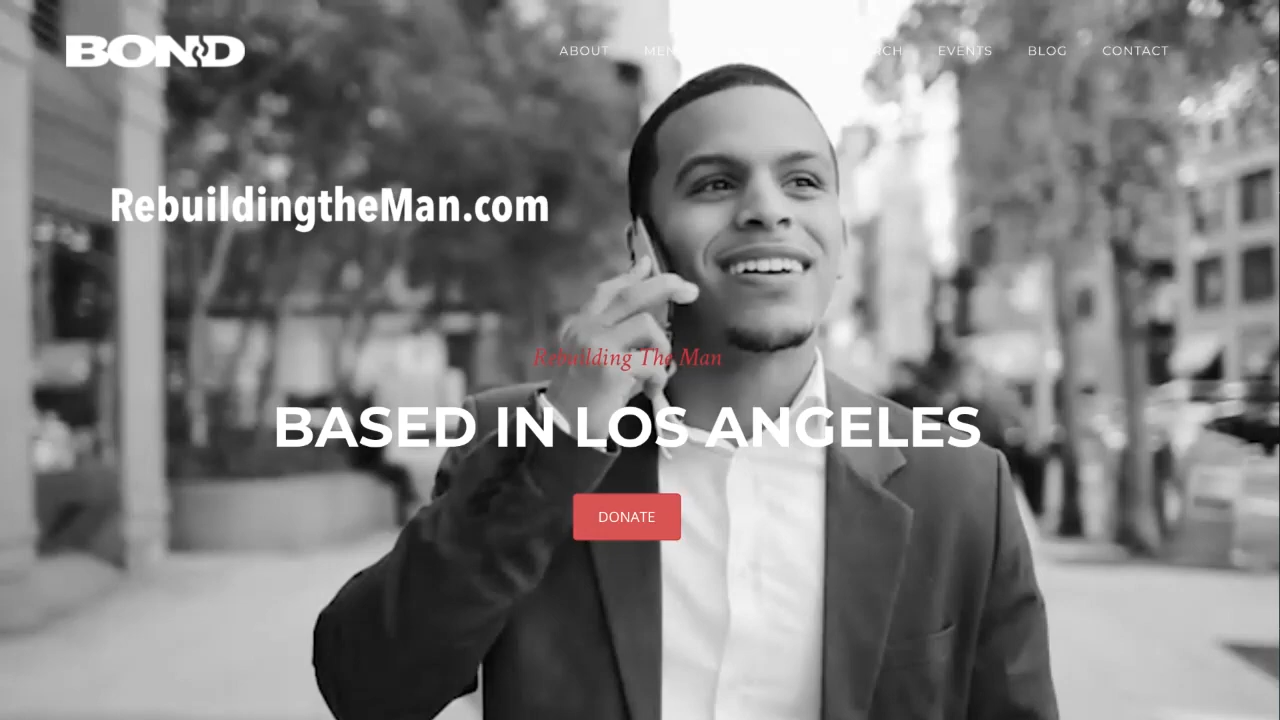 BOND
ABOUT
EVENTS
BLOG
CONTACT
RebuildingtheMan.com
Rebuilding The Man
BASED IN LOS ANGELES
DONATE